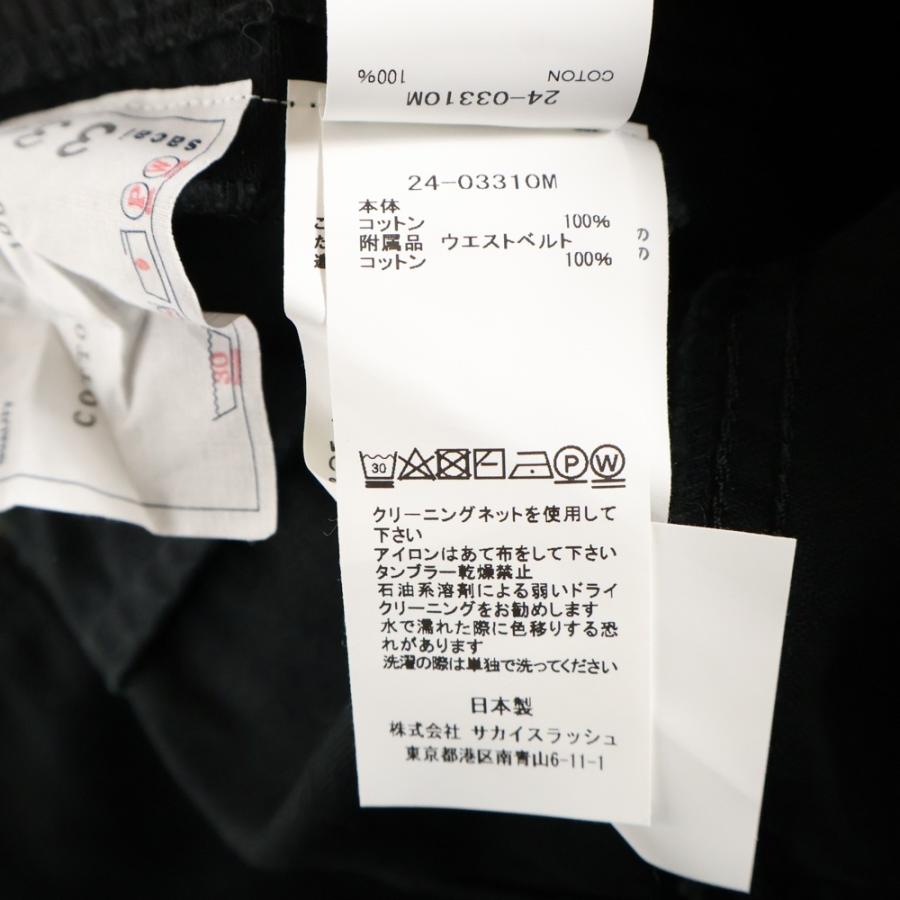 COTTON 100%
24-03310M
24-03310M
本体
コットン 100%
附属品 ウエストベルト
コットン 100%
30 P W
クリーニングネットを使用して
下さい
アイロンはあて布をして下さい
タンブラー乾燥禁止
石油系溶剤による弱いドライ
クリーニングをお勧めします
水で濡れた際に色移りする恐
れがあります
洗濯の際は単独で洗ってください
日本製
株式会社 サカイスラッシュ
東京都港区南青山6-11-1
sacai
P W
30